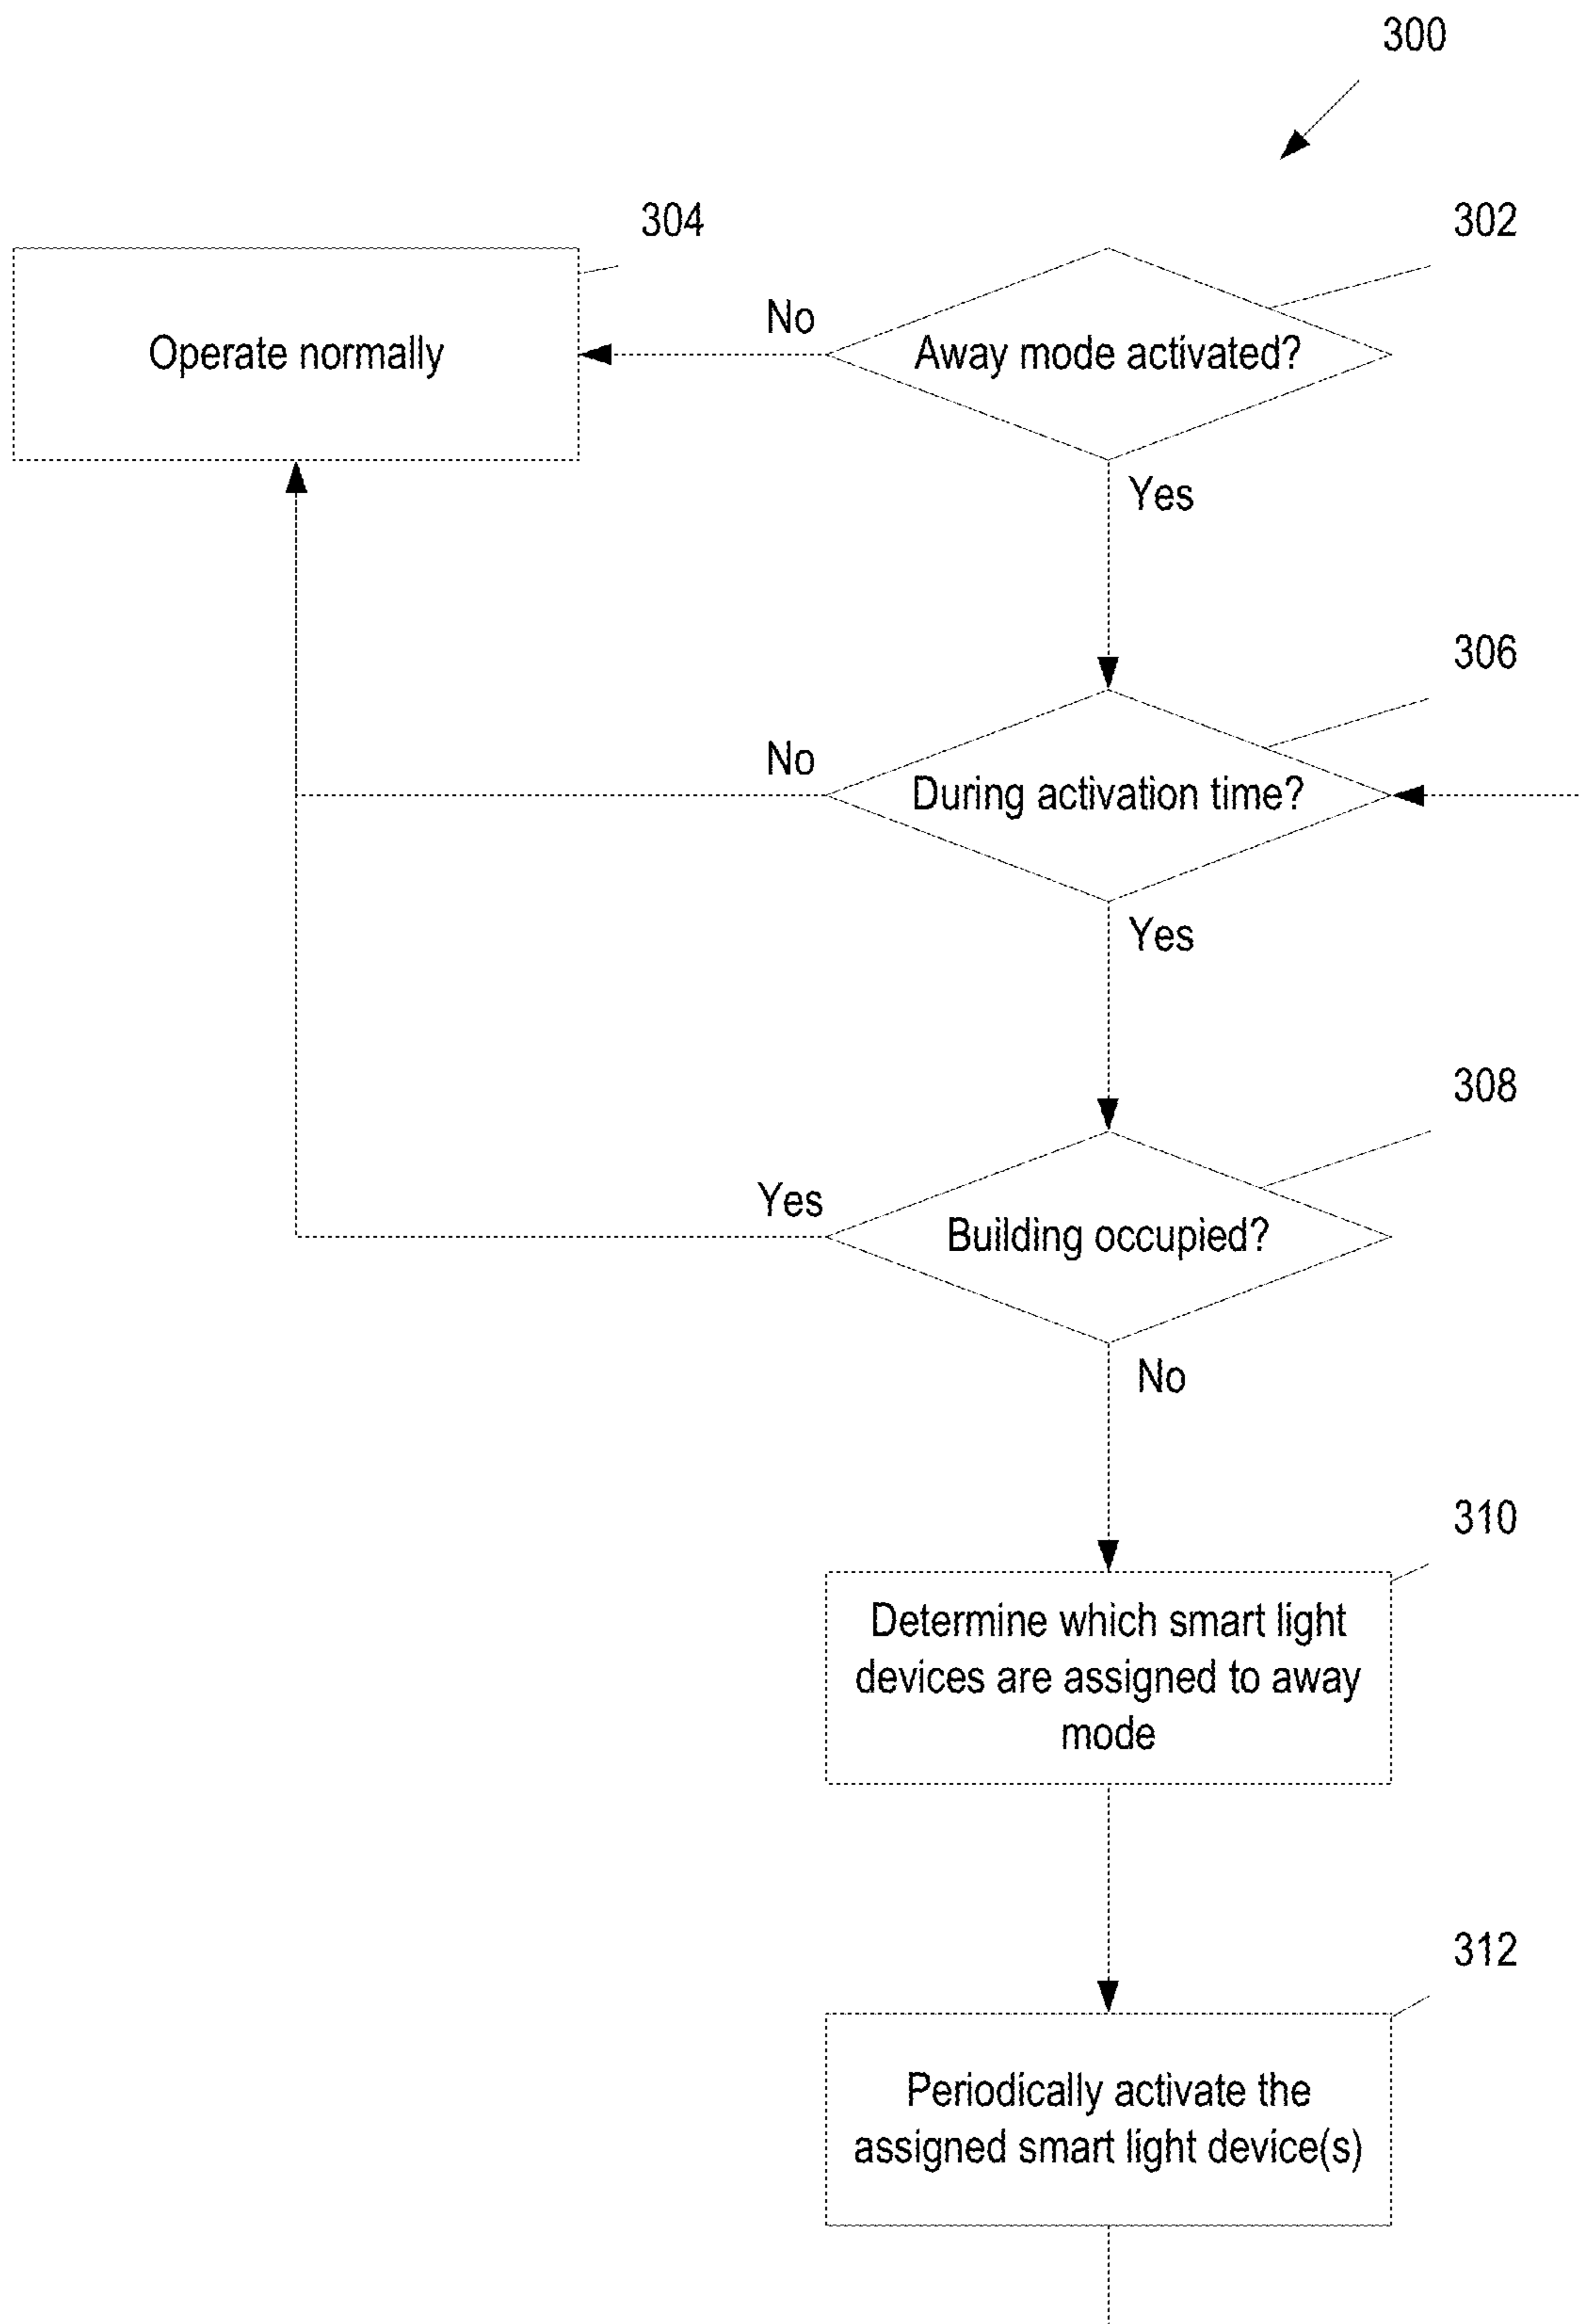 300
304
302
No
Operate normally
Away mode activated?
Yes
306
No
During activation time?
Yes
308
Yes
Building occupied?
No
310
Determine which smart light
devices are assigned to away
mode
312
Periodically activate the
assigned smart light device(s)